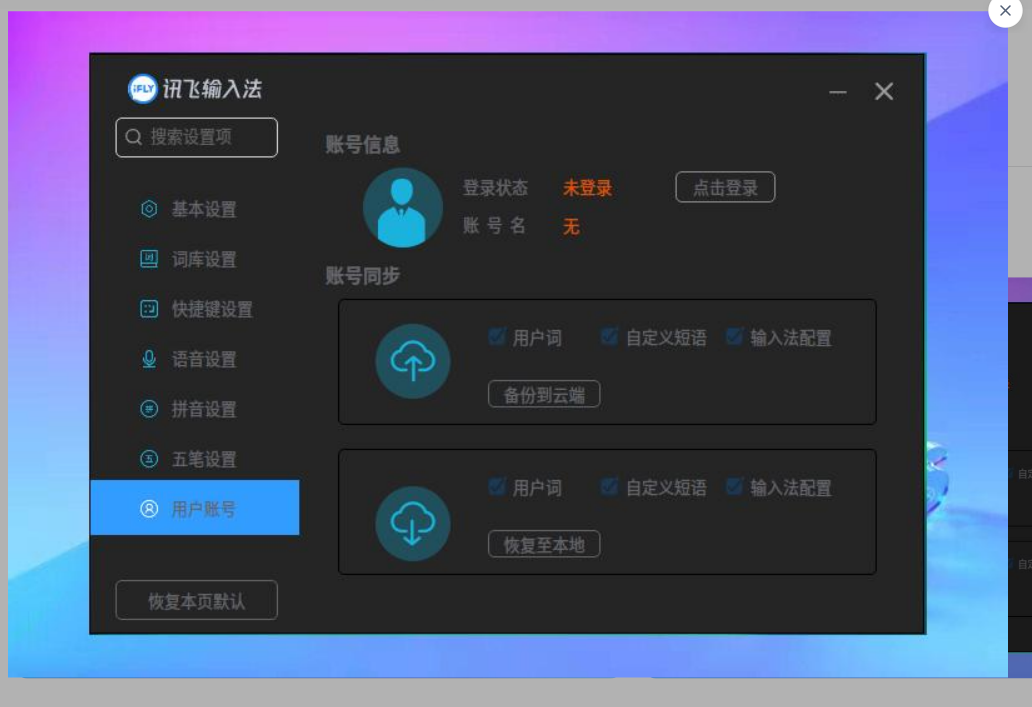 iFLY 讯飞输入法
搜索设置项
基本设置
词库设置
快捷键设置
语音设置
拼音设置
五笔设置
用户账号
恢复本页默认
账号信息
登录状态 未登录 点击登录
账号名 无
账号同步
用户词 自定义短语 输入法配置
备份到云端
用户词 自定义短语 输入法配置
恢复至本地
自定
自定